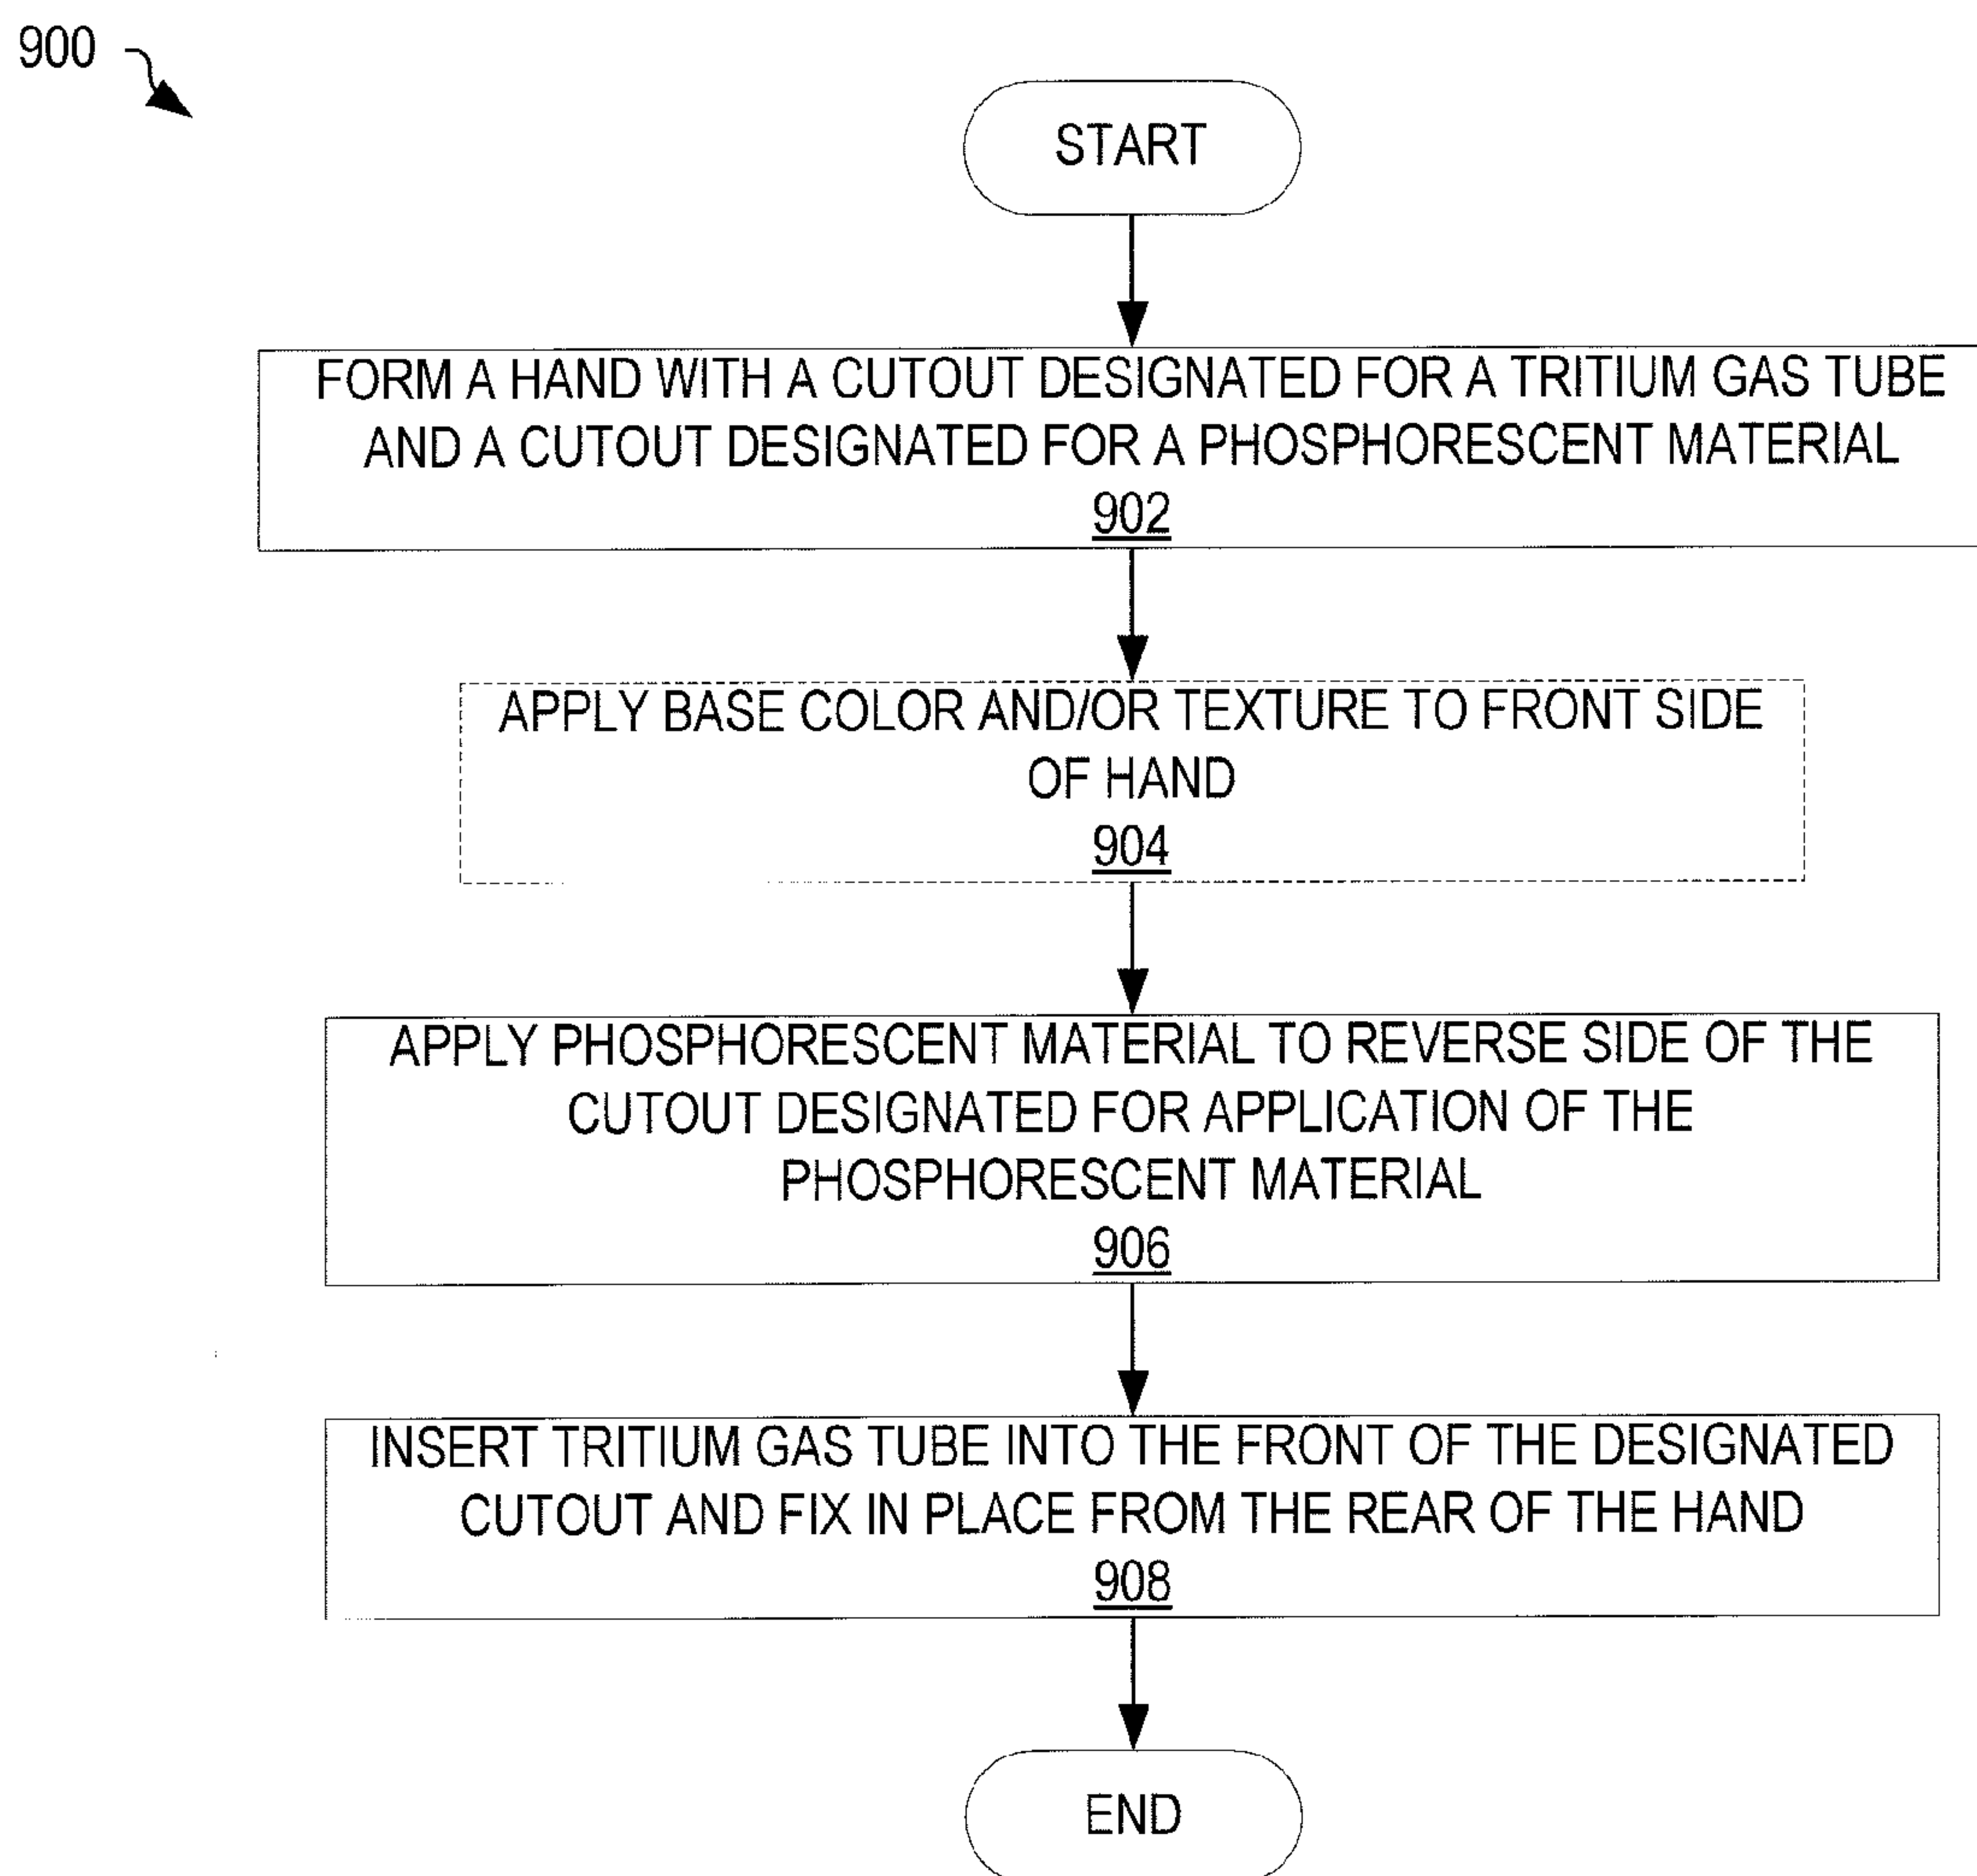 900
START
FORM A HAND WITH A CUTOUT DESIGNATED FOR A TRITIUM GAS TUBE
AND A CUTOUT DESIGNATED FOR A PHOSPHORESCENT MATERIAL
902
APPLY BASE COLOR AND/OR TEXTURE TO FRONT SIDE
OF HAND
904
APPLY PHOSPHORESCENT MATERIAL TO REVERSE SIDE OF THE
CUTOUT DESIGNATED FOR APPLICATION OF THE
PHOSPHORESCENT MATERIAL
906
INSERT TRITIUM GAS TUBE INTO THE FRONT OF THE DESIGNATED
CUTOUT AND FIX IN PLACE FROM THE REAR OF THE HAND
908
END